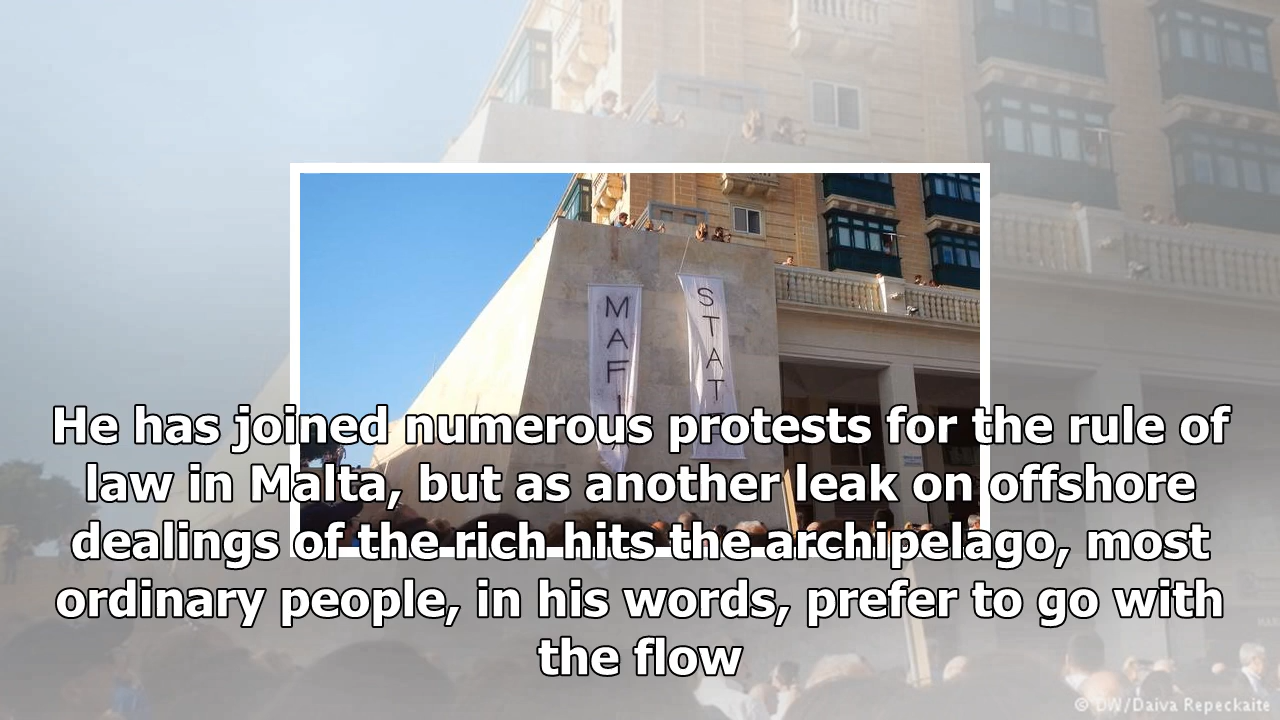 MAFIA
STATE
He has joined numerous protests for the rule of
law in Malta, but as another leak on offshore
dealings of the rich hits the archipelago, most
ordinary people, in his words, prefer to go with
the flow
© DW/Daiva Repeckaite